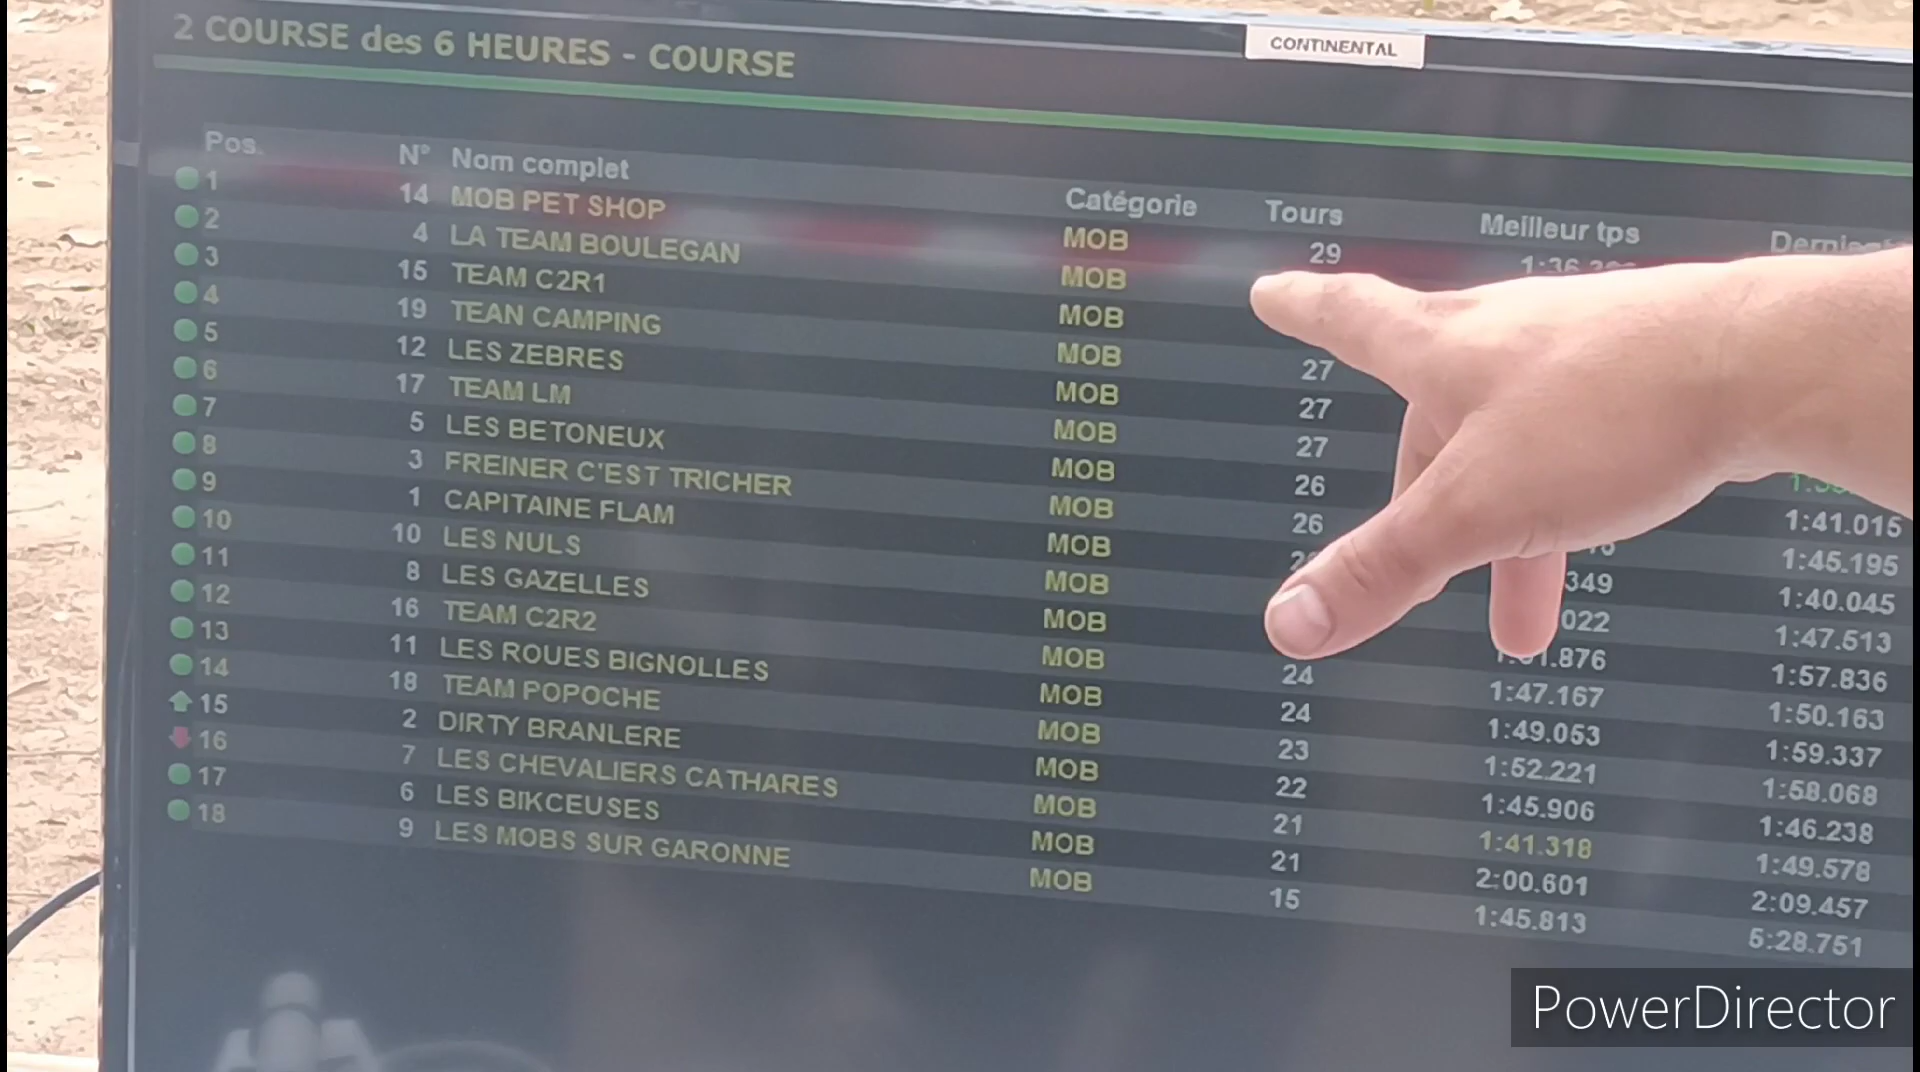 2 COURSE des 6 HEURES - COURSE
CONTINENTAL
Pos. N° Nom complet Catégorie Tours Meilleur tps
1 14 MOB PET SHOP MOB 29
2 4 LA TEAM BOULEGAN MOB
3 15 TEAM C2R1 MOB
4 19 TEAN CAMPING MOB 27
5 12 LES ZEBRES MOB 27
6 17 TEAM LM MOB 27
7 5 LES BETONEUX MOB 26 1:41.015
8 3 FREINER C'EST TRICHER MOB 26 1:45.195
9 1 CAPITAINE FLAM MOB 349 1:40.045
10 10 LES NULS MOB 022 1:47.513
11 8 LES GAZELLES MOB .876 1:57.836
12 16 TEAM C2R2 MOB 24 1:47.167 1:50.163
13 11 LES ROUES BIGNOLLES MOB 24 1:49.053 1:59.337
14 18 TEAM POPOCHE MOB 23 1:52.221 1:58.068
15 2 DIRTY BRANLERE MOB 22 1:45.906 1:46.238
16 7 LES CHEVALIERS CATHARES MOB 21 1:41.318 1:49.578
17 6 LES BIKCEUSES MOB 21 2:00.601 2:09.457
18 9 LES MOBS SUR GARONNE MOB 15 1:45.813 5:28.751
PowerDirector